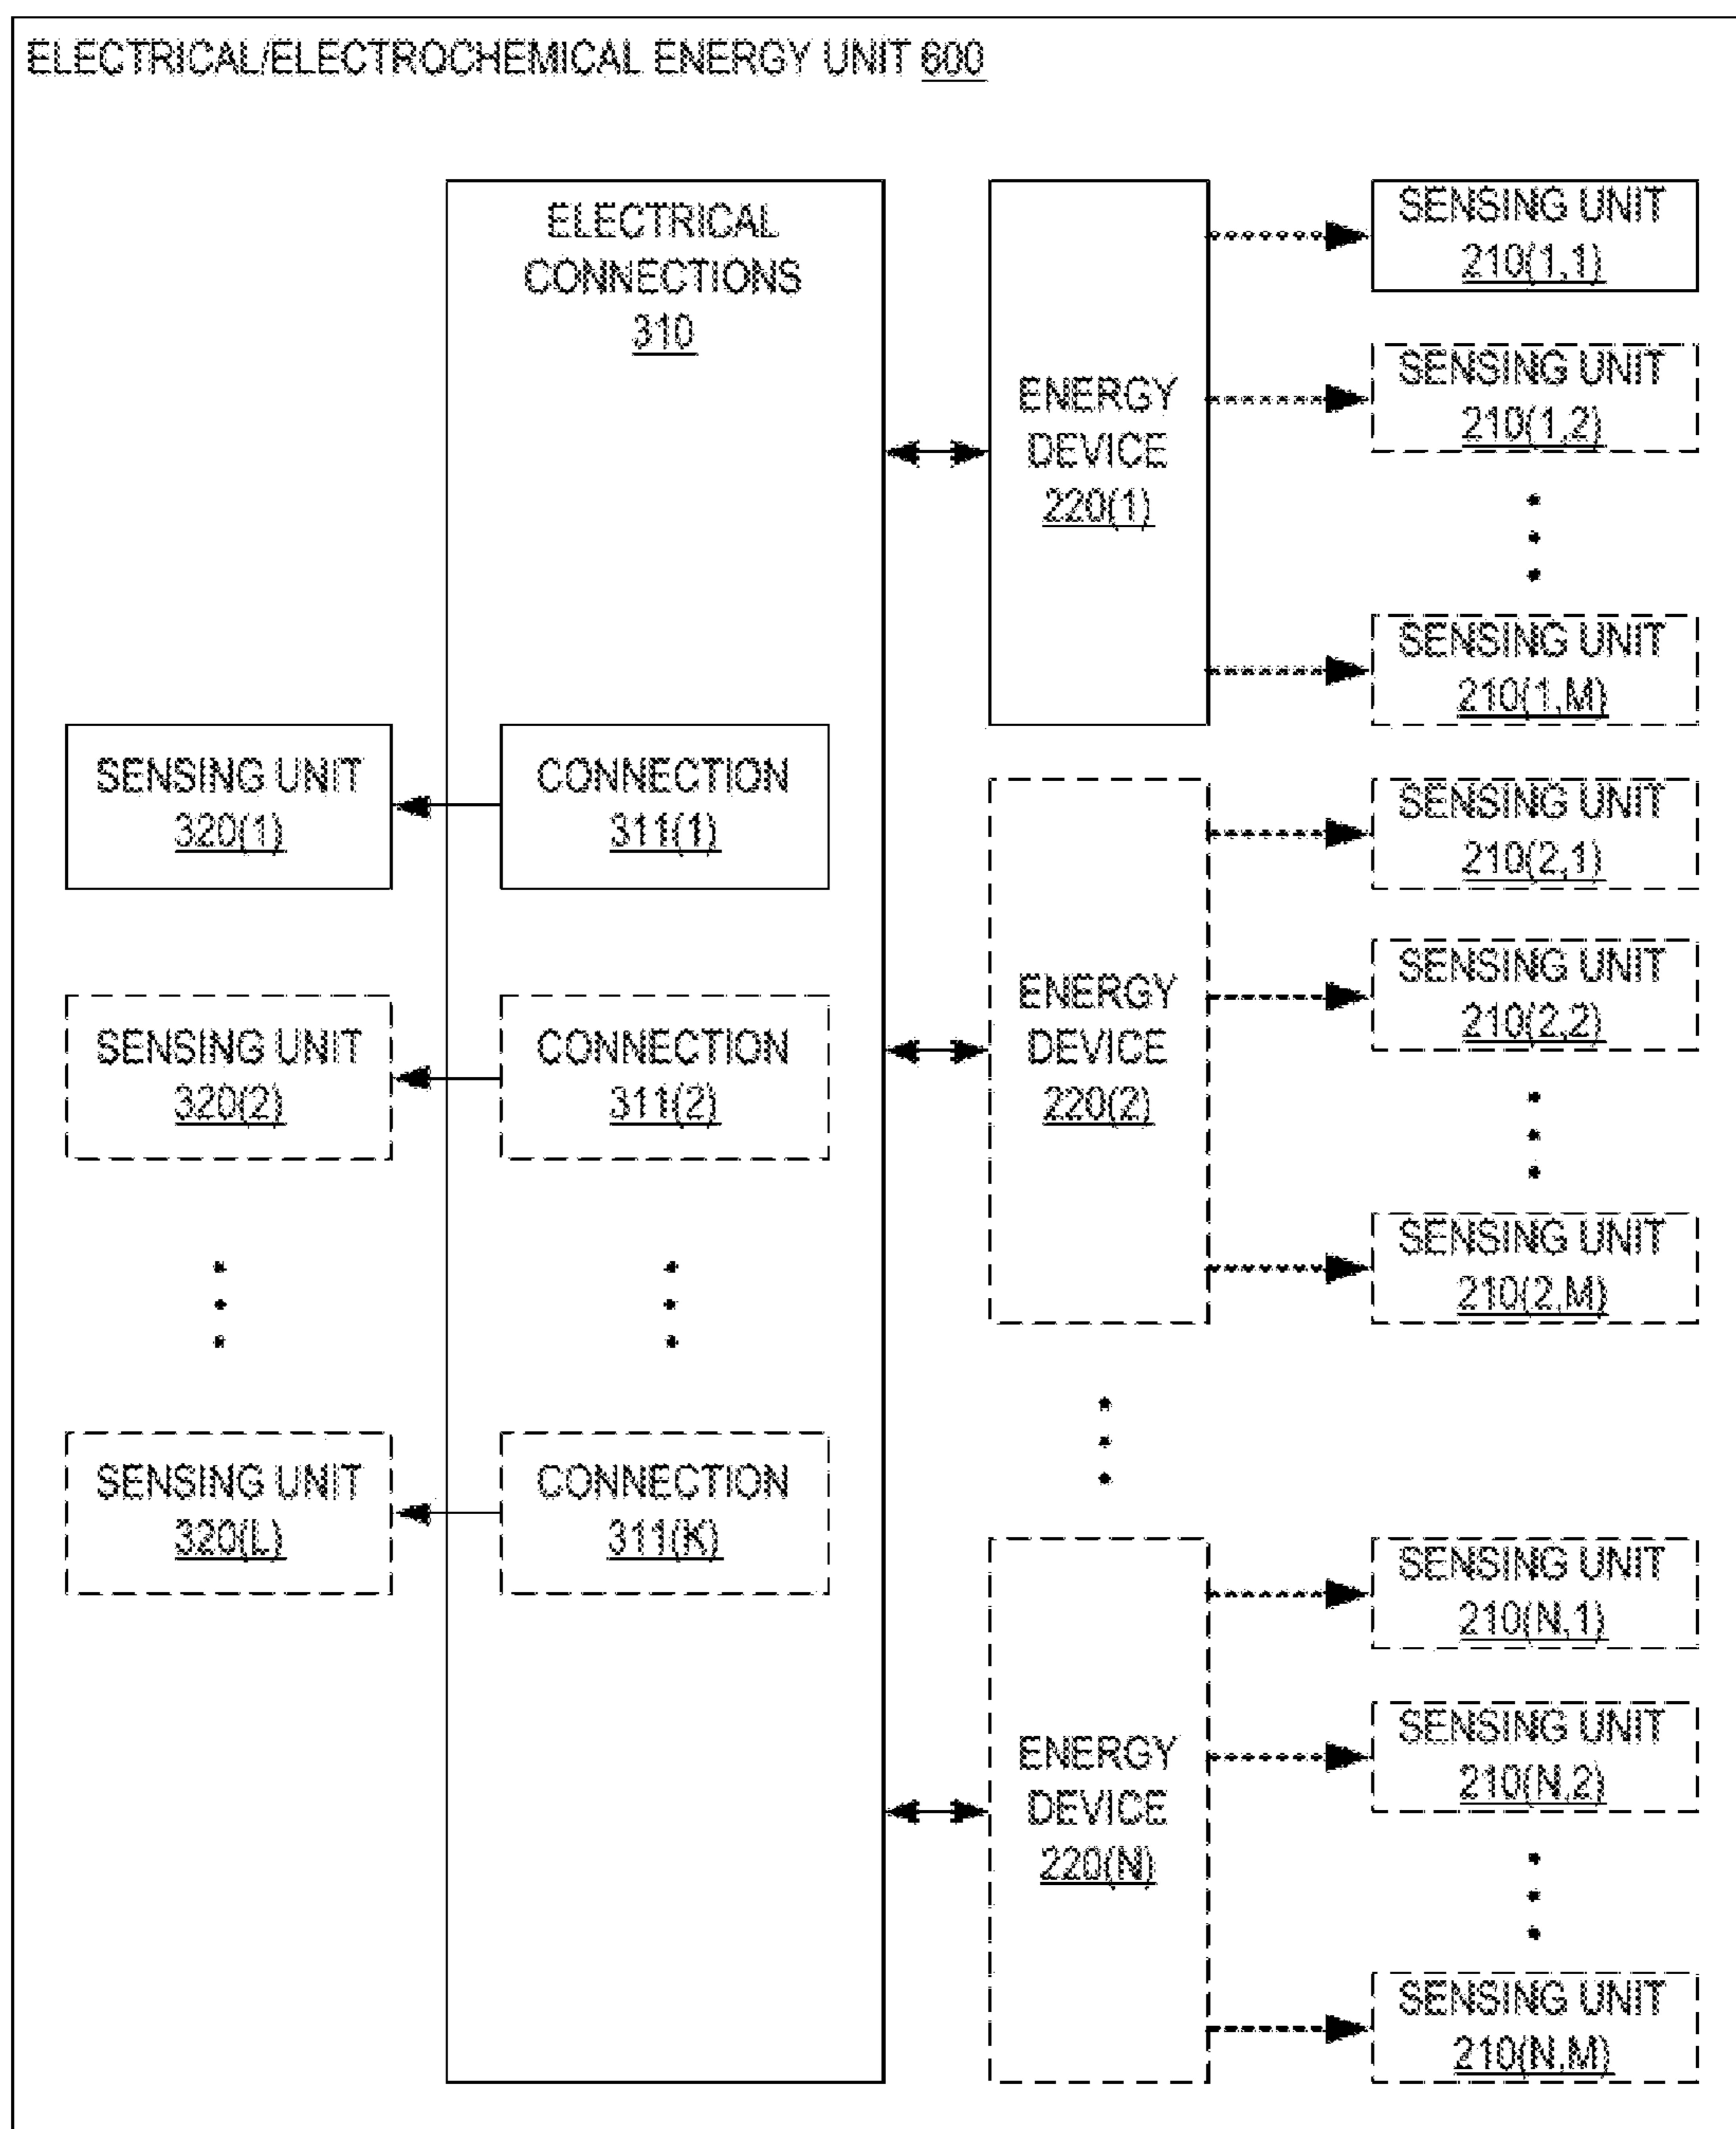 ELECTRICAL/ELECTROCHEMICAL ENERGY UNIT 600
ELECTRICAL
CONNECTIONS
310
SENSING UNIT
320(1)
CONNECTION
311(1)
SENSING UNIT
320(2)
CONNECTION
311(2)
SENSING UNIT
320(L)
CONNECTION
311(K)
ENERGY
DEVICE
220(1)
SENSING UNIT
210(1,1)
SENSING UNIT
210(1,2)
SENSING UNIT
210(1,M)
ENERGY
DEVICE
220(2)
SENSING UNIT
210(2,1)
SENSING UNIT
210(2,2)
SENSING UNIT
210(2,M)
ENERGY
DEVICE
220(N)
SENSING UNIT
210(N,1)
SENSING UNIT
210(N,2)
SENSING UNIT
210(N,M)